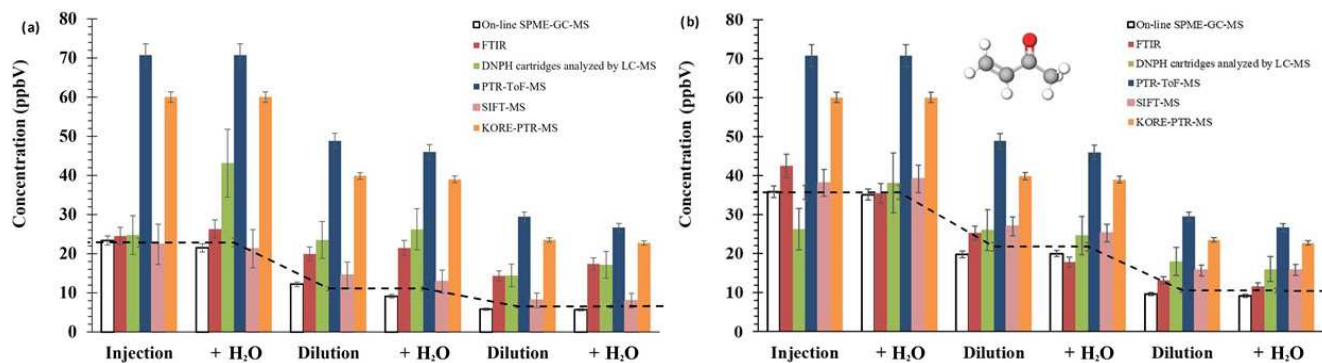 (a)
Concentration (ppbV)
80
70
60
50
40
30
20
10
0
On-line SPME-GC-MS
FTIR
DNPH cartridges analyzed by LC-MS
PTR-ToF-MS
SIFT-MS
KORE-PTR-MS
Injection + H₂O Dilution + H₂O Dilution + H₂O
(b)
Concentration (ppbV)
80
70
60
50
40
30
20
10
0
On-line SPME-GC-MS
FTIR
DNPH cartridges analyzed by LC-MS
PTR-ToF-MS
SIFT-MS
KORE-PTR-MS
Injection + H₂O Dilution + H₂O Dilution + H₂O